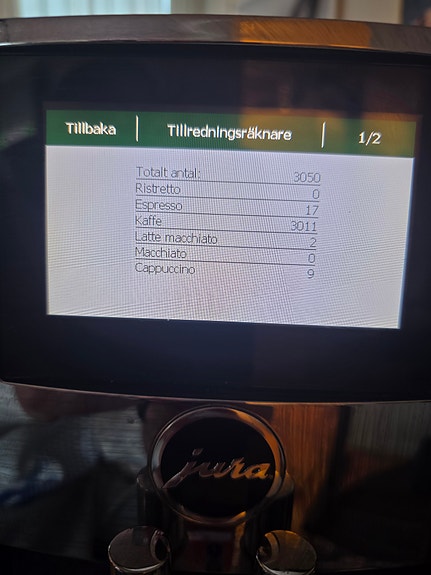 Tillbaka | Tillredningsräknare | 1/2
Totalt antal: 3050
Ristretto 0
Espresso 17
Kaffe 3011
Latte macchiato 2
Macchiato 0
Cappuccino 9
jura